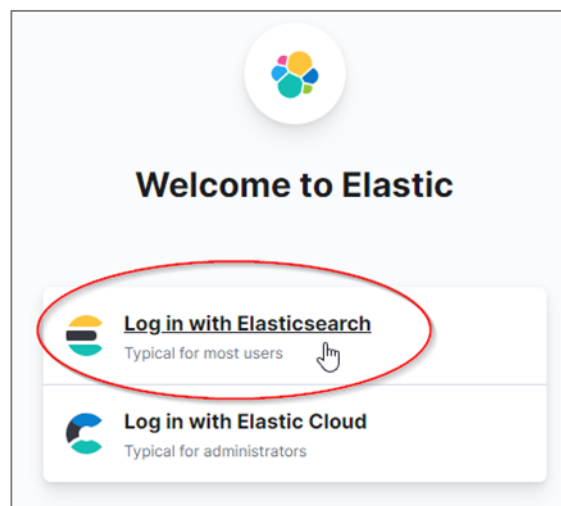 Welcome to Elastic
Log in with Elasticsearch
Typical for most users
Log in with Elastic Cloud
Typical for administrators